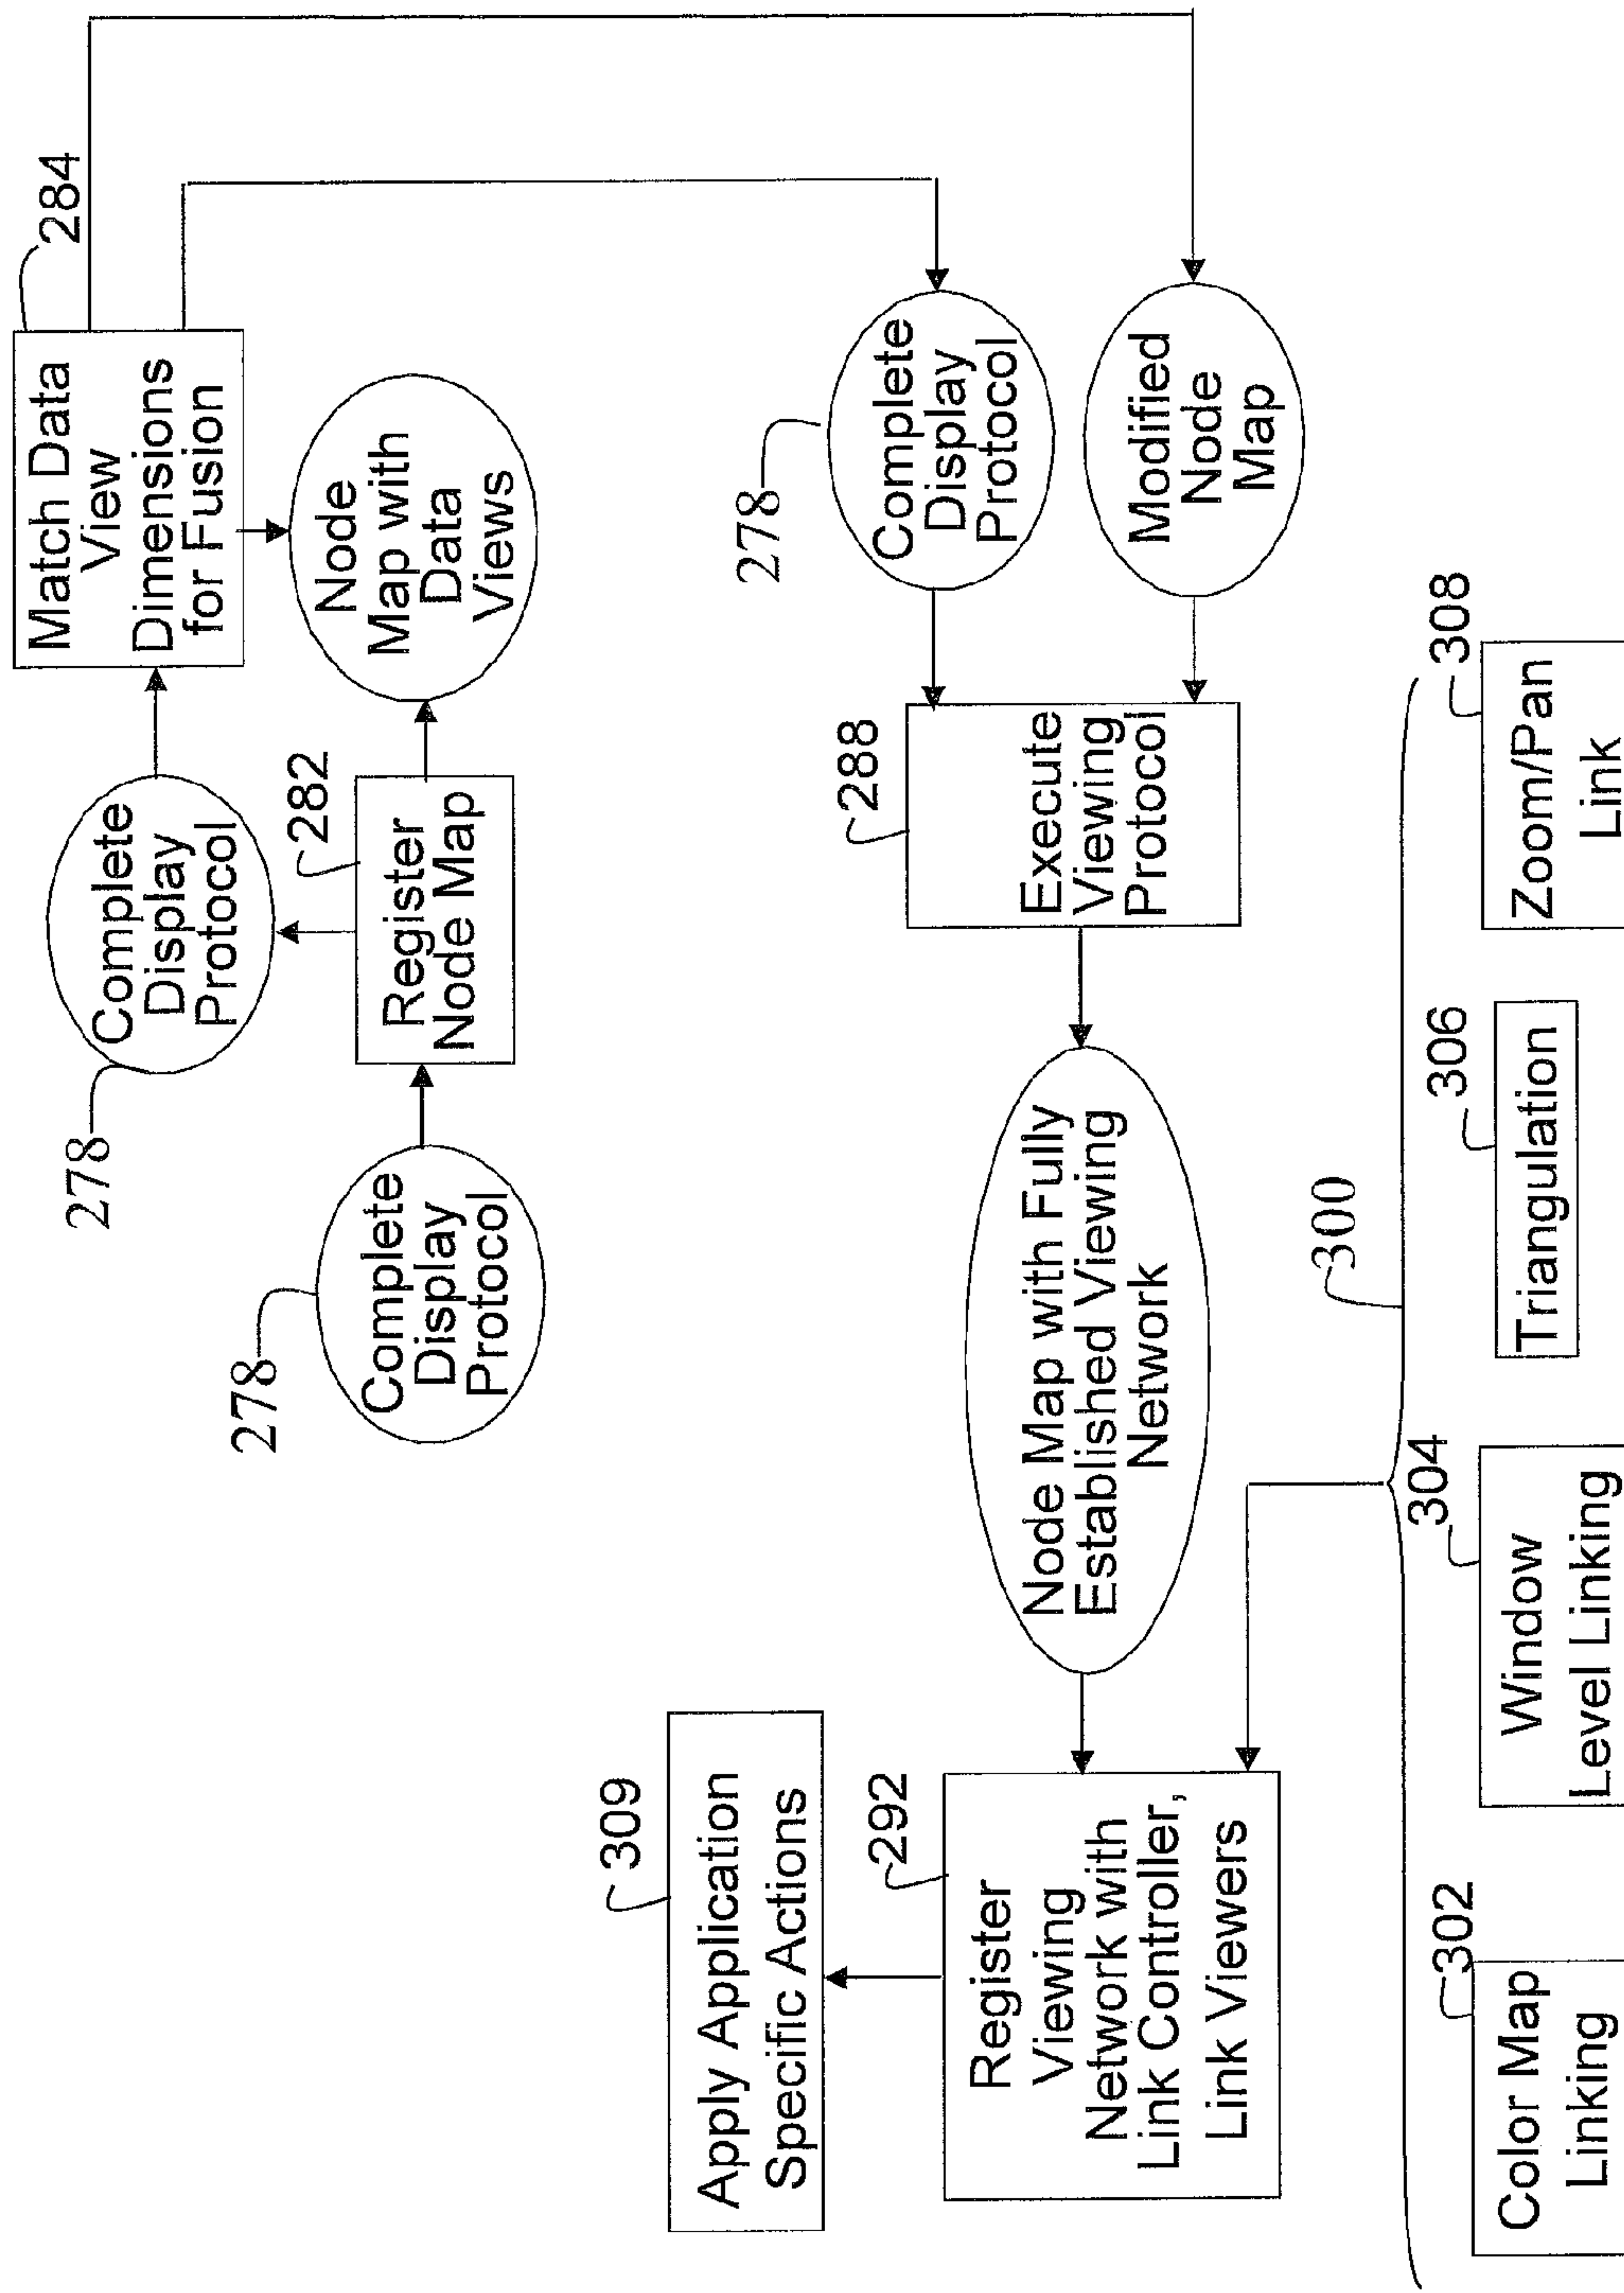 278
Complete
Display
Protocol
282
Register
Node Map
278
Complete
Display
Protocol
284
Match Data
View
Dimensions
for Fusion
Node
Map with
Data
Views
278
Complete
Display
Protocol
Modified
Node
Map
288
Execute
Viewing
Protocol
Node Map with Fully
Established Viewing
Network
309
Apply Application
Specific Actions
292
Register
Viewing
Network with
Link Controller,
Link Viewers
300
302
Color Map
Linking
304
Window
Level Linking
306
Triangulation
308
Zoom/Pan
Link